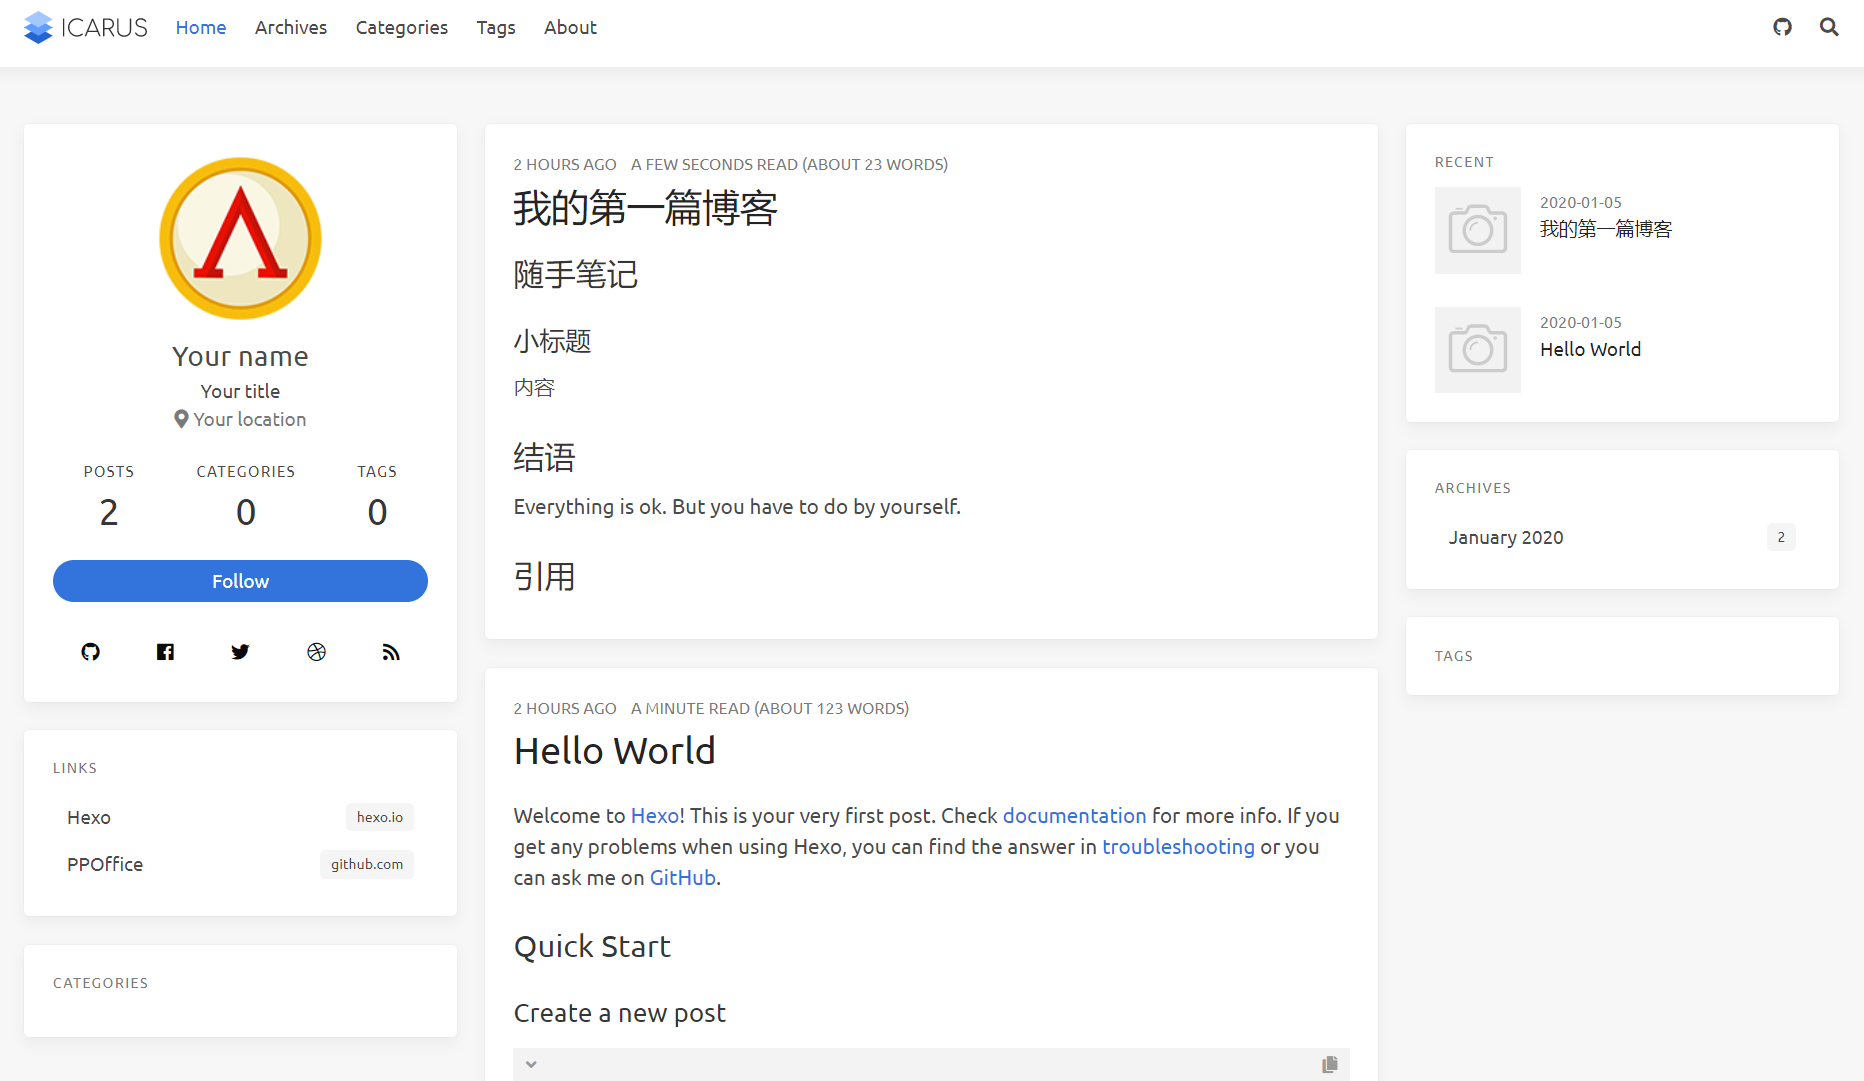 ICARUS Home Archives Categories Tags About
Your name
Your title
Your location
POSTS CATEGORIES TAGS
2 0 0
Follow
LINKS
Hexo hexo.io
PPOffice github.com
CATEGORIES
2 HOURS AGO A FEW SECONDS READ (ABOUT 23 WORDS)
我的第一篇博客
随手笔记
小标题
内容
结语
Everything is ok. But you have to do by yourself.
引用
2 HOURS AGO A MINUTE READ (ABOUT 123 WORDS)
Hello World
Welcome to Hexo! This is your very first post. Check documentation for more info. If you
get any problems when using Hexo, you can find the answer in troubleshooting or you
can ask me on GitHub.
Quick Start
Create a new post
RECENT
2020-01-05
我的第一篇博客
2020-01-05
Hello World
ARCHIVES
January 2020 2
TAGS